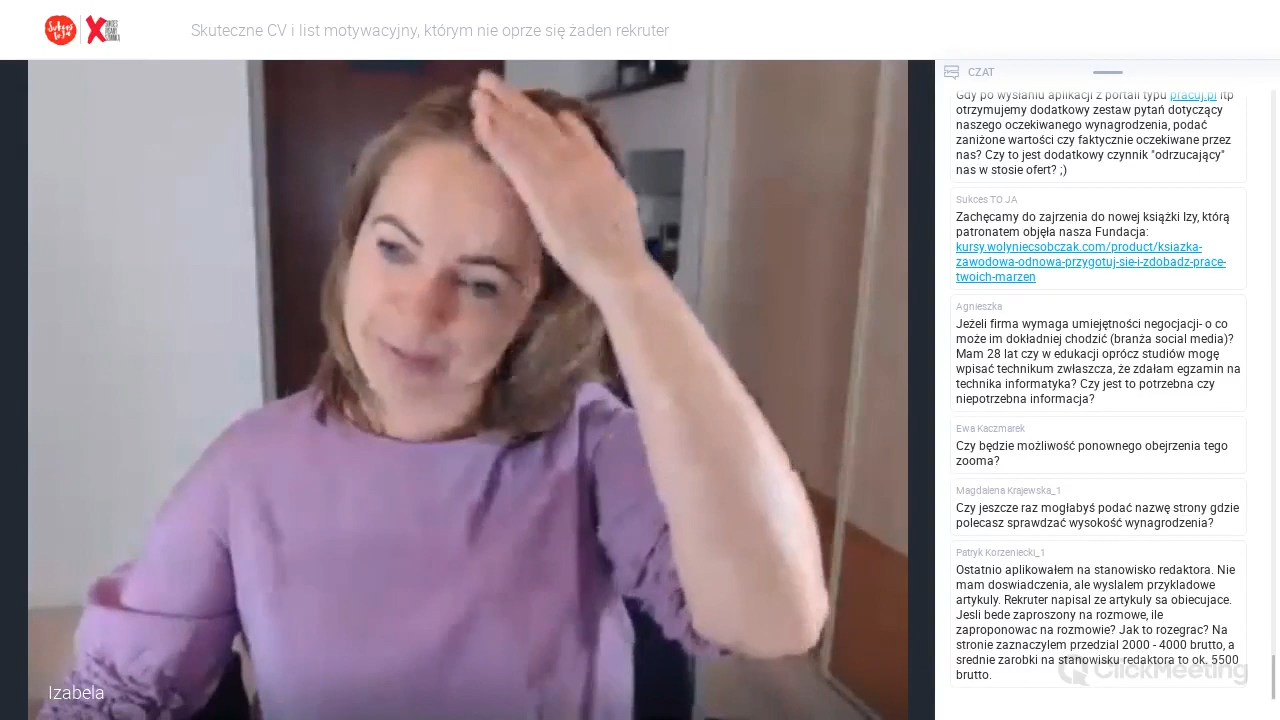 Sukces to Ja
Skuteczne CV i list motywacyjny, którym nie oprze się żaden rekruter
CZAT
Gdy po wysłaniu aplikacji z portali typu pracuj.pl itp
otrzymujemy dodatkowy zestaw pytań dotyczący
naszego oczekiwanego wynagrodzenia, podać
zaniżone wartości czy faktycznie oczekiwane przez
nas? Czy to jest dodatkowy czynnik "odrzucający"
nas w stosie ofert? ;)
Sukces TO JA
Zachęcamy do zajrzenia do nowej książki Izy, którą
patronatem objęła nasza Fundacja:
kursy.wolyniecsobczak.com/product/ksiazka-
zawodowa-odnowa-przygotuj-sie-i-zdobadz-prace-
twoich-marzen
Agnieszka
Jeżeli firma wymaga umiejętności negocjacji- o co
może im dokładniej chodzić (branża social media)?
Mam 28 lat czy w edukacji oprócz studiów mogę
wpisać technikum zwłaszcza, że zdałam egzamin na
technika informatyka? Czy jest to potrzebna czy
niepotrzebna informacja?
Ewa Kaczmarek
Czy będzie możliwość ponownego obejrzenia tego
zooma?
Magdalena Krajewska_1
Czy jeszcze raz mogłabyś podać nazwę strony gdzie
polecasz sprawdzać wysokość wynagrodzenia?
Patryk Korzeniecki_1
Ostatnio aplikowałem na stanowisko redaktora. Nie
mam doswiadczenia, ale wyslalem przykladowe
artykuly. Rekruter napisal ze artykuly sa obiecujace.
Jesli bede zaproszony na rozmowe, ile
zaproponowac na rozmowie? Jak to rozegrac? Na
stronie zaznaczylem przedzial 2000 - 4000 brutto, a
srednie zarobki na stanowisku redaktora to ok. 5500
brutto.
ClickMeeting
Izabela